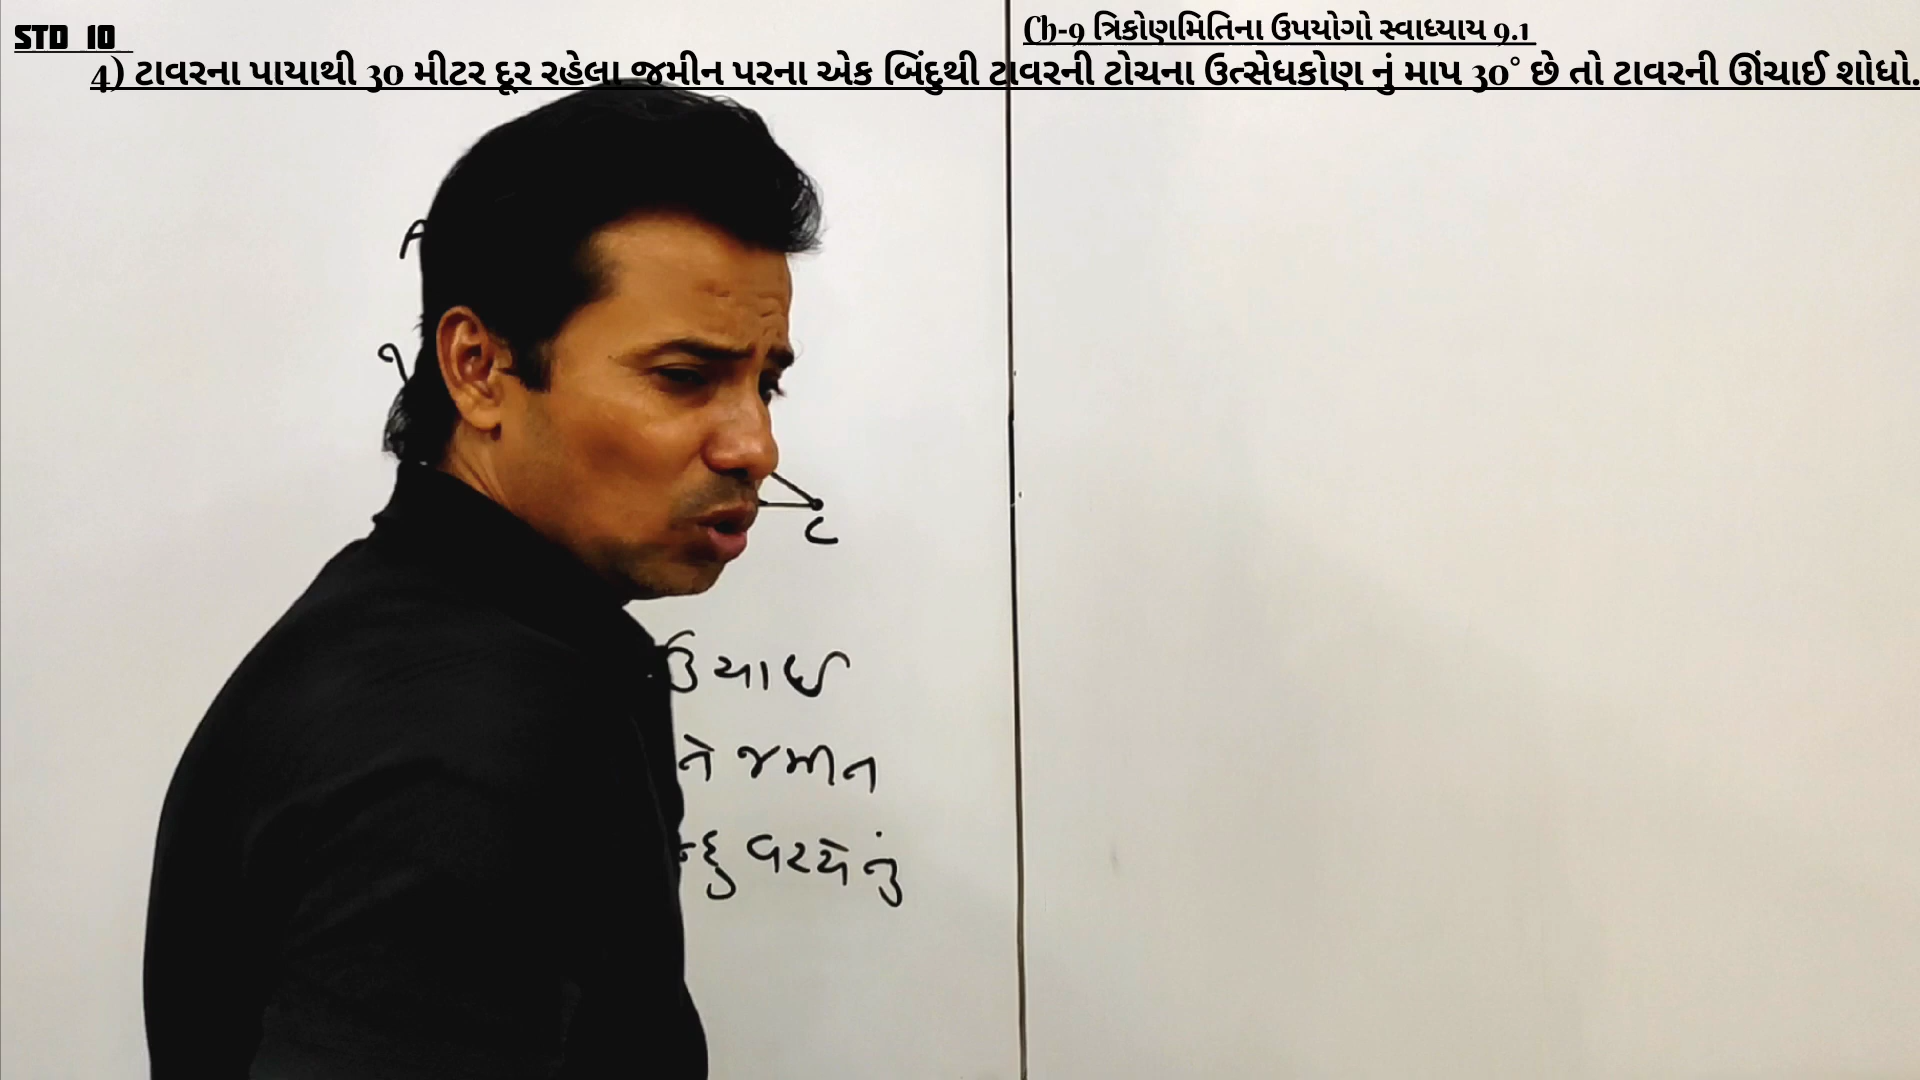 STD 10
Ch-9 ત્રિકોણમિતિના ઉપયોગો સ્વાધ્યાય 9.1
4) ટાવરના પાયાથી 30 મીટર દૂર રહેલા જમીન પરના એક બિંદુથી ટાવરની ટોચના ઉત્સેધકોણ નું માપ 30° છે તો ટાવરની ઊંચાઈ શોધો.
A
C
ઉચાઈ
ને જમીન
વચ્ચેનું